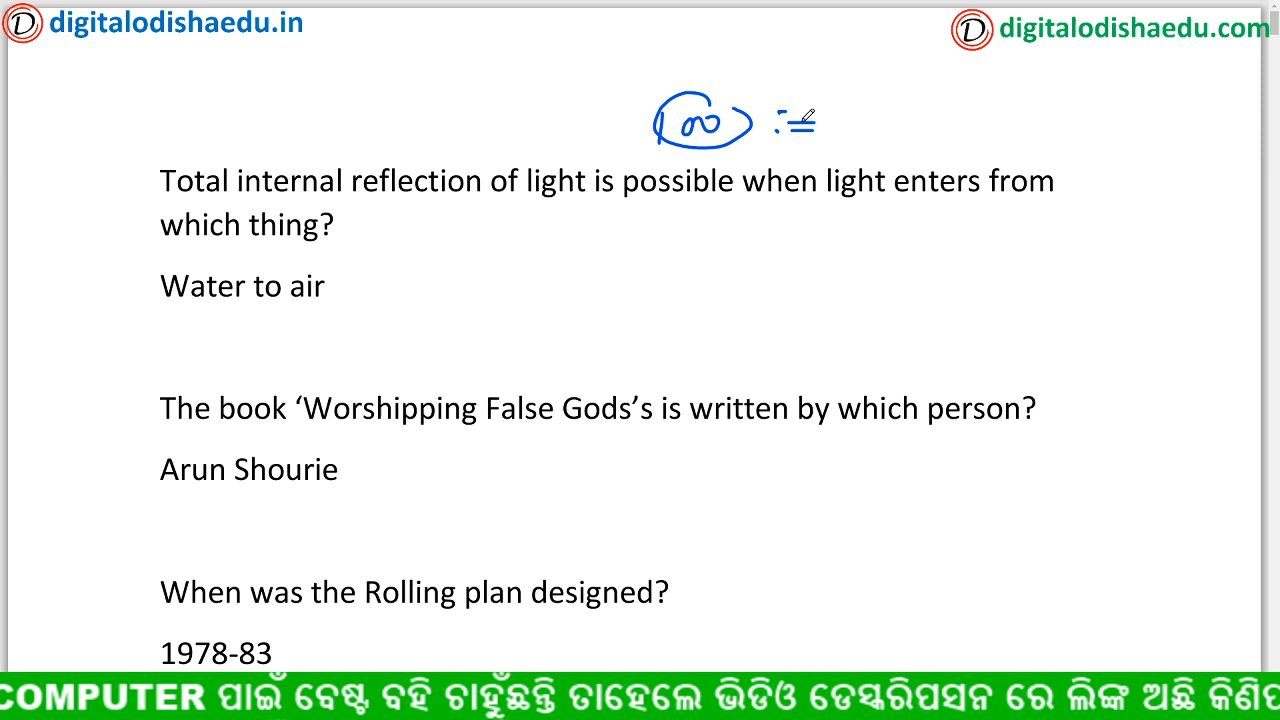 digitalodishaedu.in
digitalodishaedu.com
100 :=
Total internal reflection of light is possible when light enters from
which thing?
Water to air
The book ‘Worshipping False Gods’s is written by which person?
Arun Shourie
When was the Rolling plan designed?
1978-83
COMPUTER ପାଇଁ ବେଷ୍ଟ ବହି ଚାହୁଁଛନ୍ତି ତାହେଲେ ଭିଡିଓ ଡେସ୍କରିପସନ ରେ ଲିଙ୍କ ଅଛି